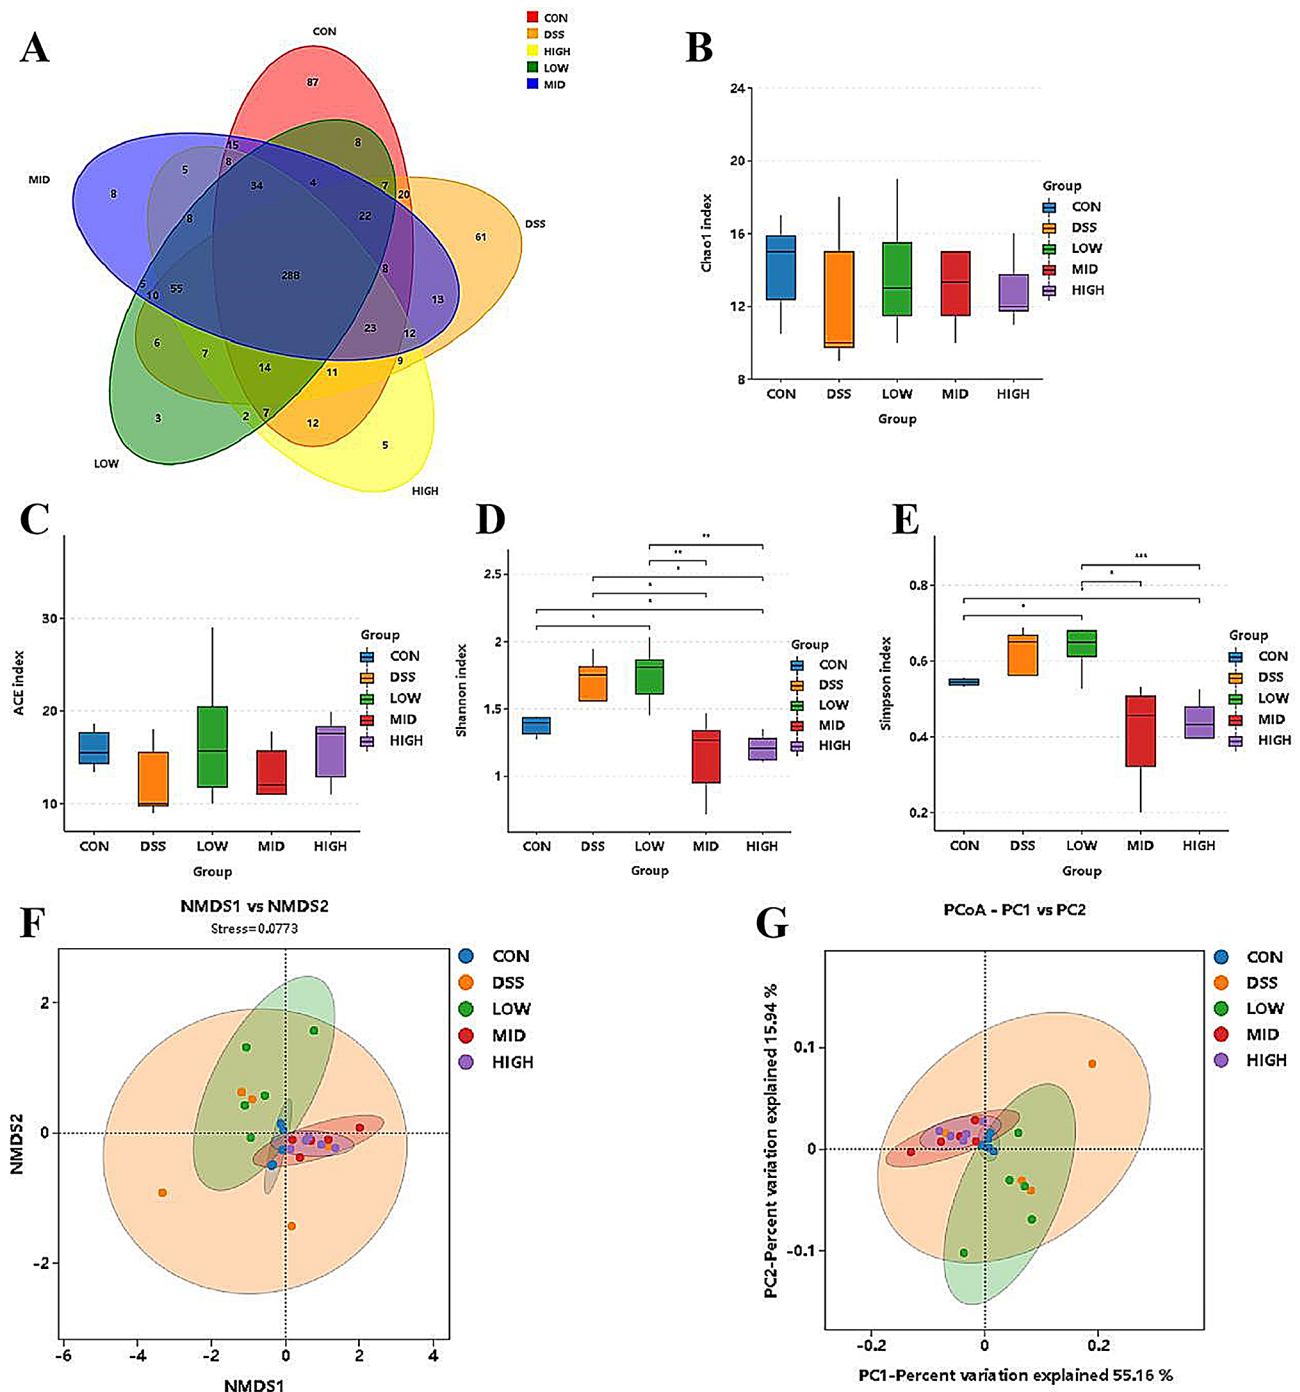 A
CON
CON
DSS
HIGH
LOW
MID
87
8
15
8
34
4
7
20
5
MID
8
8
22
DSS
61
288
8
13
5
10
55
23
12
9
6
7
14
11
3
2
7
12
5
LOW
HIGH
B
24
20
16
12
8
Chao1 index
CON
DSS
LOW
MID
HIGH
Group
Group
CON
DSS
LOW
MID
HIGH
C
30
20
10
ACE index
CON
DSS
LOW
MID
HIGH
Group
Group
CON
DSS
LOW
MID
HIGH
D
2.5
2
1.5
1
Shannon index
**
**
CON
DSS
LOW
MID
HIGH
Group
Group
CON
DSS
LOW
MID
HIGH
E
0.8
0.6
0.4
0.2
Simpson index
***
CON
DSS
LOW
MID
HIGH
Group
Group
CON
DSS
LOW
MID
HIGH
F
NMDS1 vs NMDS2
Stress=0.0773
2
0
-2
NMDS2
-6
-4
-2
0
2
4
NMDS1
CON
DSS
LOW
MID
HIGH
G
PCoA - PC1 vs PC2
0.1
0
-0.1
PC2-Percent variation explained 15.94 %
-0.2
0
0.2
PC1-Percent variation explained 55.16 %
CON
DSS
LOW
MID
HIGH